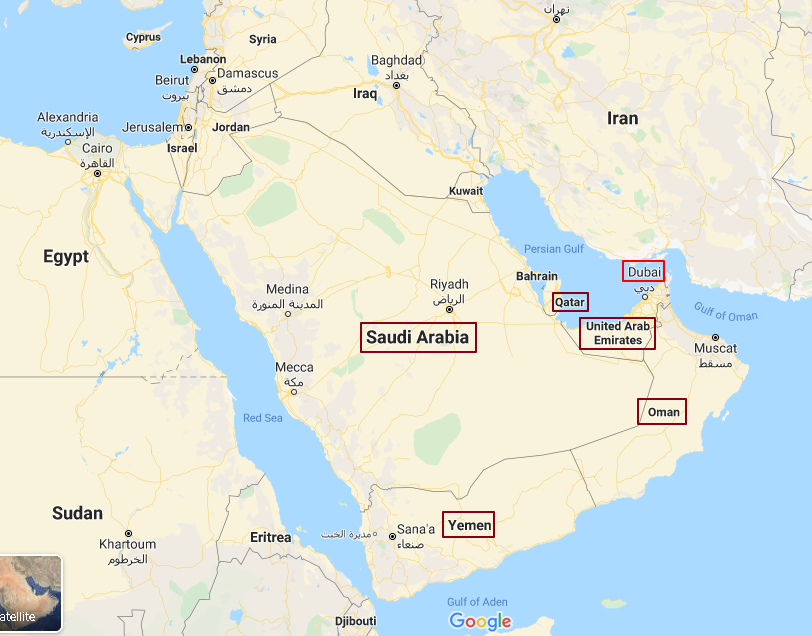 تهران
Cyprus
Syria
Lebanon
Baghdad
بغداد
Beirut
بيروت
Damascus
دمشق
Iraq
Iran
Alexandria
الإسكندرية
Jerusalem
Jordan
Israel
Cairo
القاهرة
Kuwait
Egypt
Persian Gulf
Bahrain
Dubai
دبي
Medina
المدينة المنورة
Riyadh
الرياض
Qatar
Gulf of Oman
United Arab
Emirates
Saudi Arabia
Muscat
مسقط
Mecca
مكة
Red Sea
Oman
Sudan
Yemen
Khartoum
الخرطوم
Eritrea
مديرة الخبت
Sana'a
صنعاء
atellite
Djibouti
Gulf of Aden
Google